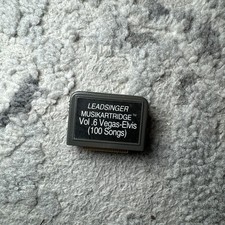 LEADSINGER
MUSIKARTRIDGE™
Vol .6 Vegas-Elvis
(100 Songs)